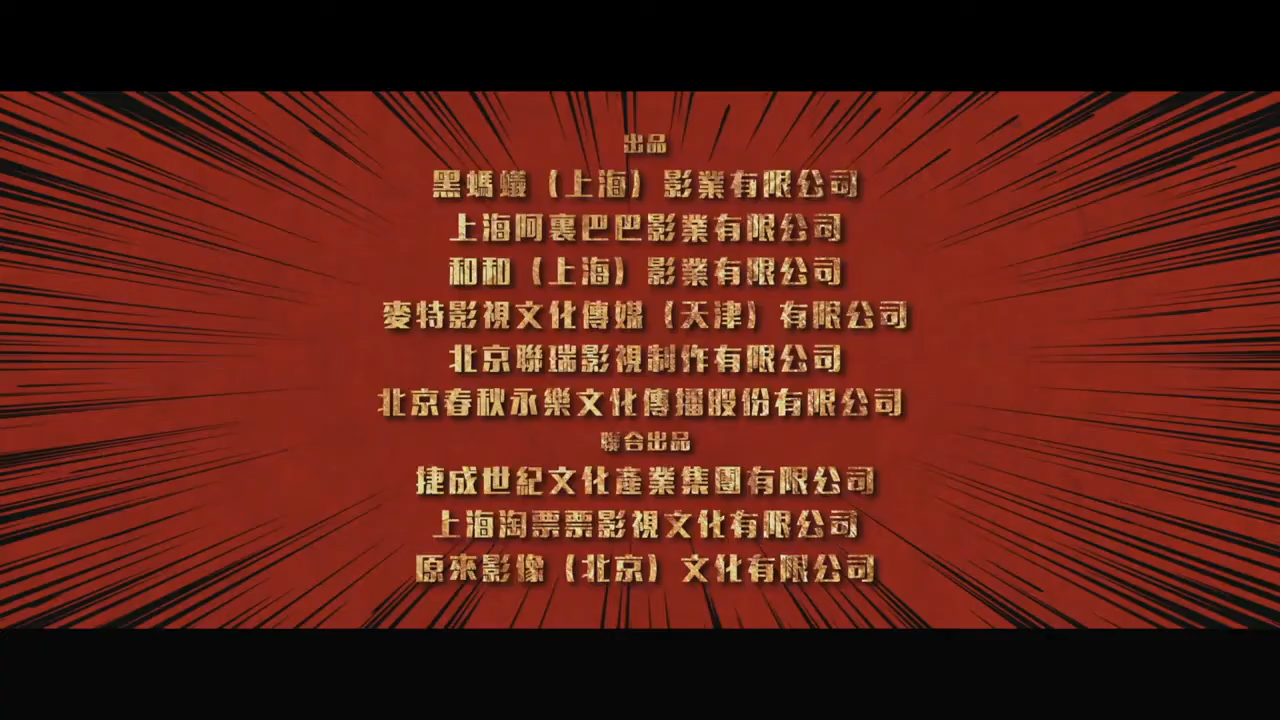 出品
黑螞蟻（上海）影業有限公司
上海阿裏巴巴影業有限公司
和和（上海）影業有限公司
麥特影視文化傳媒（天津）有限公司
北京聯瑞影視制作有限公司
北京春秋永樂文化傳播股份有限公司
聯合出品
捷成世紀文化產業集團有限公司
上海淘票票影視文化有限公司
原來影像（北京）文化有限公司